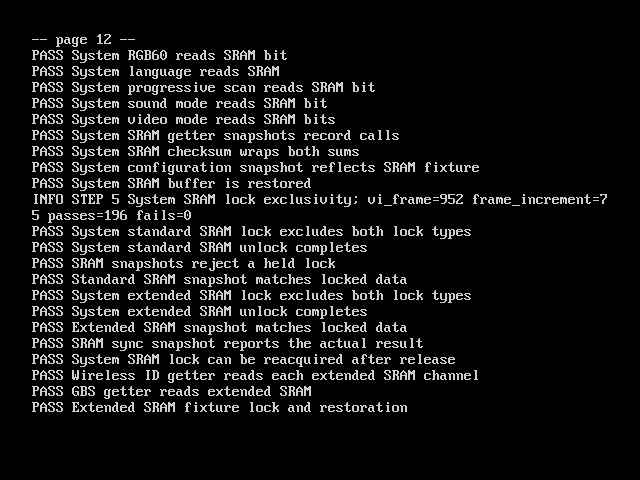 -- page 12 --
PASS System RGB60 reads SRAM bit
PASS System language reads SRAM
PASS System progressive scan reads SRAM bit
PASS System sound mode reads SRAM bit
PASS System video mode reads SRAM bits
PASS System SRAM getter snapshots record calls
PASS System SRAM checksum wraps both sums
PASS System configuration snapshot reflects SRAM fixture
PASS System SRAM buffer is restored
INFO STEP 5 System SRAM lock exclusivity; vi_frame=952 frame_increment=7
5 passes=196 fails=0
PASS System standard SRAM lock excludes both lock types
PASS System standard SRAM unlock completes
PASS SRAM snapshots reject a held lock
PASS Standard SRAM snapshot matches locked data
PASS System extended SRAM lock excludes both lock types
PASS System extended SRAM unlock completes
PASS Extended SRAM snapshot matches locked data
PASS SRAM sync snapshot reports the actual result
PASS System SRAM lock can be reacquired after release
PASS Wireless ID getter reads each extended SRAM channel
PASS GBS getter reads extended SRAM
PASS Extended SRAM fixture lock and restoration